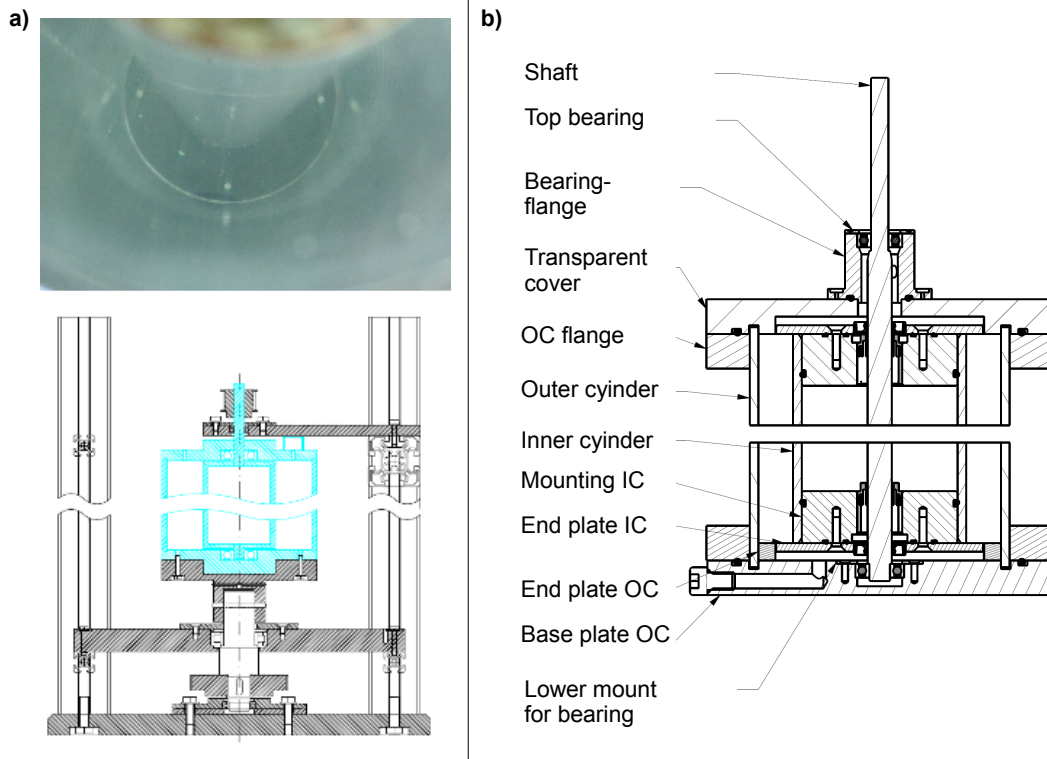 a)
b)
Shaft
Top bearing
Bearing-
flange
Transparent
cover
OC flange
Outer cyinder
Inner cyinder
Mounting IC
End plate IC
End plate OC
Base plate OC
Lower mount
for bearing